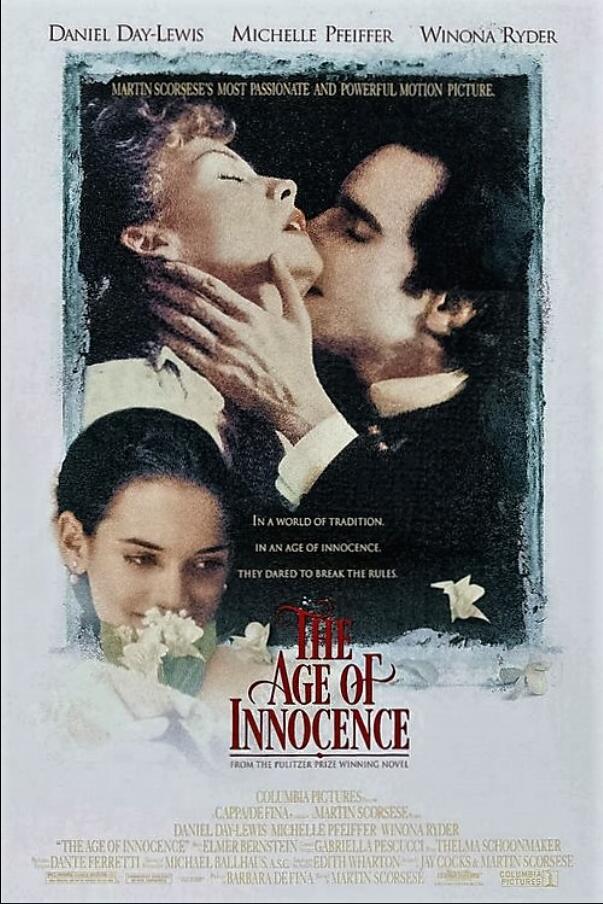 DANIEL DAY-LEWIS MICHELLE PFEIFFER WINONA RYDER
MARTIN SCORSESE'S MOST PASSIONATE AND POWERFUL MOTION PICTURE.
IN A WORLD OF TRADITION.
IN AN AGE OF INNOCENCE.
THEY DARED TO BREAK THE RULES.
THE
AGE OF
INNOCENCE
FROM THE PULITZER PRIZE WINNING NOVEL
COLUMBIA PICTURES
CAPPA/DE FINA MARTIN SCORSESE
DANIEL DAY-LEWIS MICHELLE PFEIFFER WINONA RYDER
"THE AGE OF INNOCENCE" ELMER BERNSTEIN GABRIELLA PESCUCCI THELMA SCHOONMAKER
DANTE FERRETTI MICHAEL BALLHAUS, A.S.C. EDITH WHARTON JAY COCKS & MARTIN SCORSESE
BARBARA DE FINA MARTIN SCORSESE
COLUMBIA
PICTURES